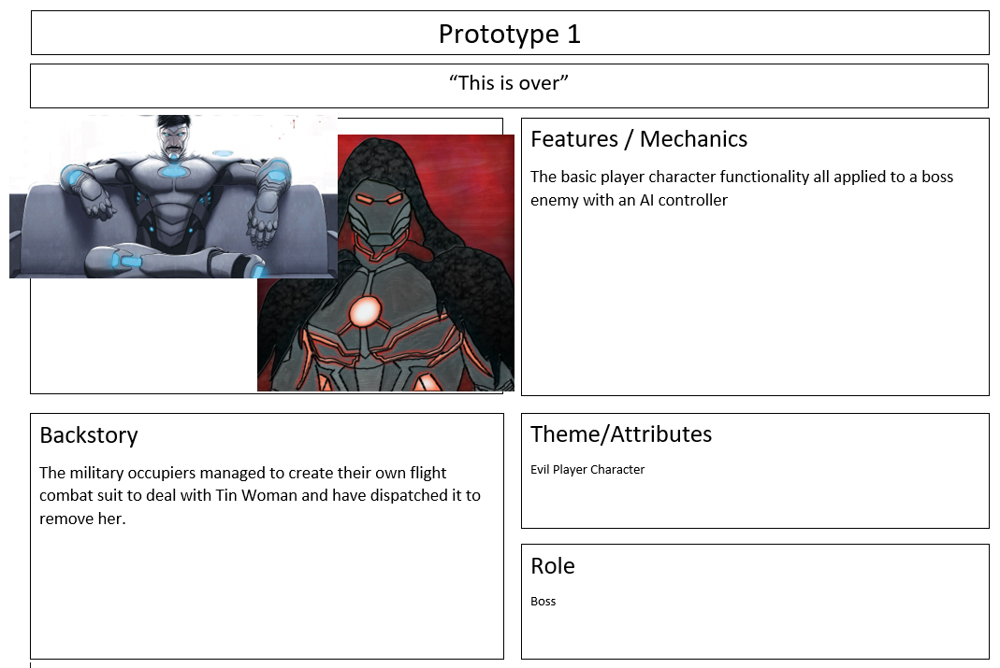 Prototype 1
“This is over”
Features / Mechanics
The basic player character functionality all applied to a boss
enemy with an AI controller
Backstory
The military occupiers managed to create their own flight
combat suit to deal with Tin Woman and have dispatched it to
remove her.
Theme/Attributes
Evil Player Character
Role
Boss